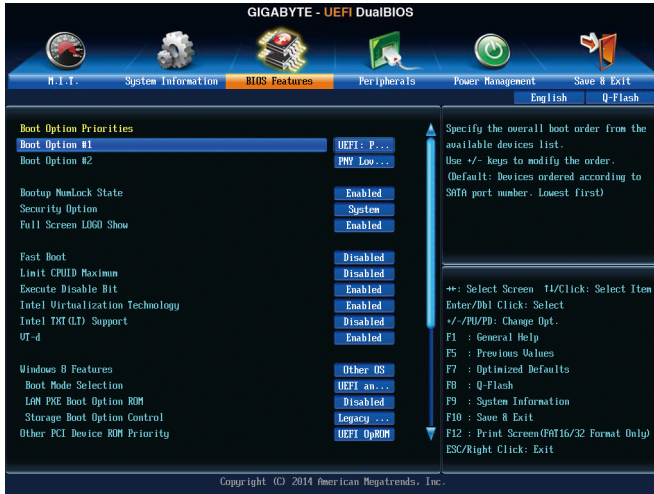 GIGABYTE - UEFI DualBIOS
M.I.T. System Information BIOS Features Peripherals Power Management Save & Exit
English Q-Flash
Boot Option Priorities
Boot Option #1 UEFI: P...
Boot Option #2 PNY Lov...
Bootup NumLock State Enabled
Security Option System
Full Screen LOGO Show Enabled
Fast Boot Disabled
Limit CPUID Maximum Disabled
Execute Disable Bit Enabled
Intel Virtualization Technology Enabled
Intel TXT(LT) Support Disabled
VT-d Enabled
Windows 8 Features Other OS
Boot Mode Selection UEFI an...
LAN PXE Boot Option ROM Disabled
Storage Boot Option Control Legacy ...
Other PCI Device ROM Priority UEFI OpROM
Specify the overall boot order from the
available devices list.
Use +/- keys to modify the order.
(Default: Devices ordered according to
SATA port number. Lowest first)
→←: Select Screen ↑↓/Click: Select Item
Enter/Dbl Click: Select
+/-/PU/PD: Change Opt.
F1 : General Help
F5 : Previous Values
F7 : Optimized Defaults
F8 : Q-Flash
F9 : System Information
F10 : Save & Exit
F12 : Print Screen(FAT16/32 Format Only)
ESC/Right Click: Exit
Copyright (C) 2014 American Megatrends, Inc.